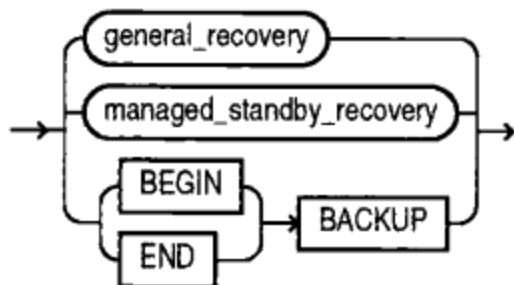 general_recovery
managed_standby_recovery
BEGIN
BACKUP
END